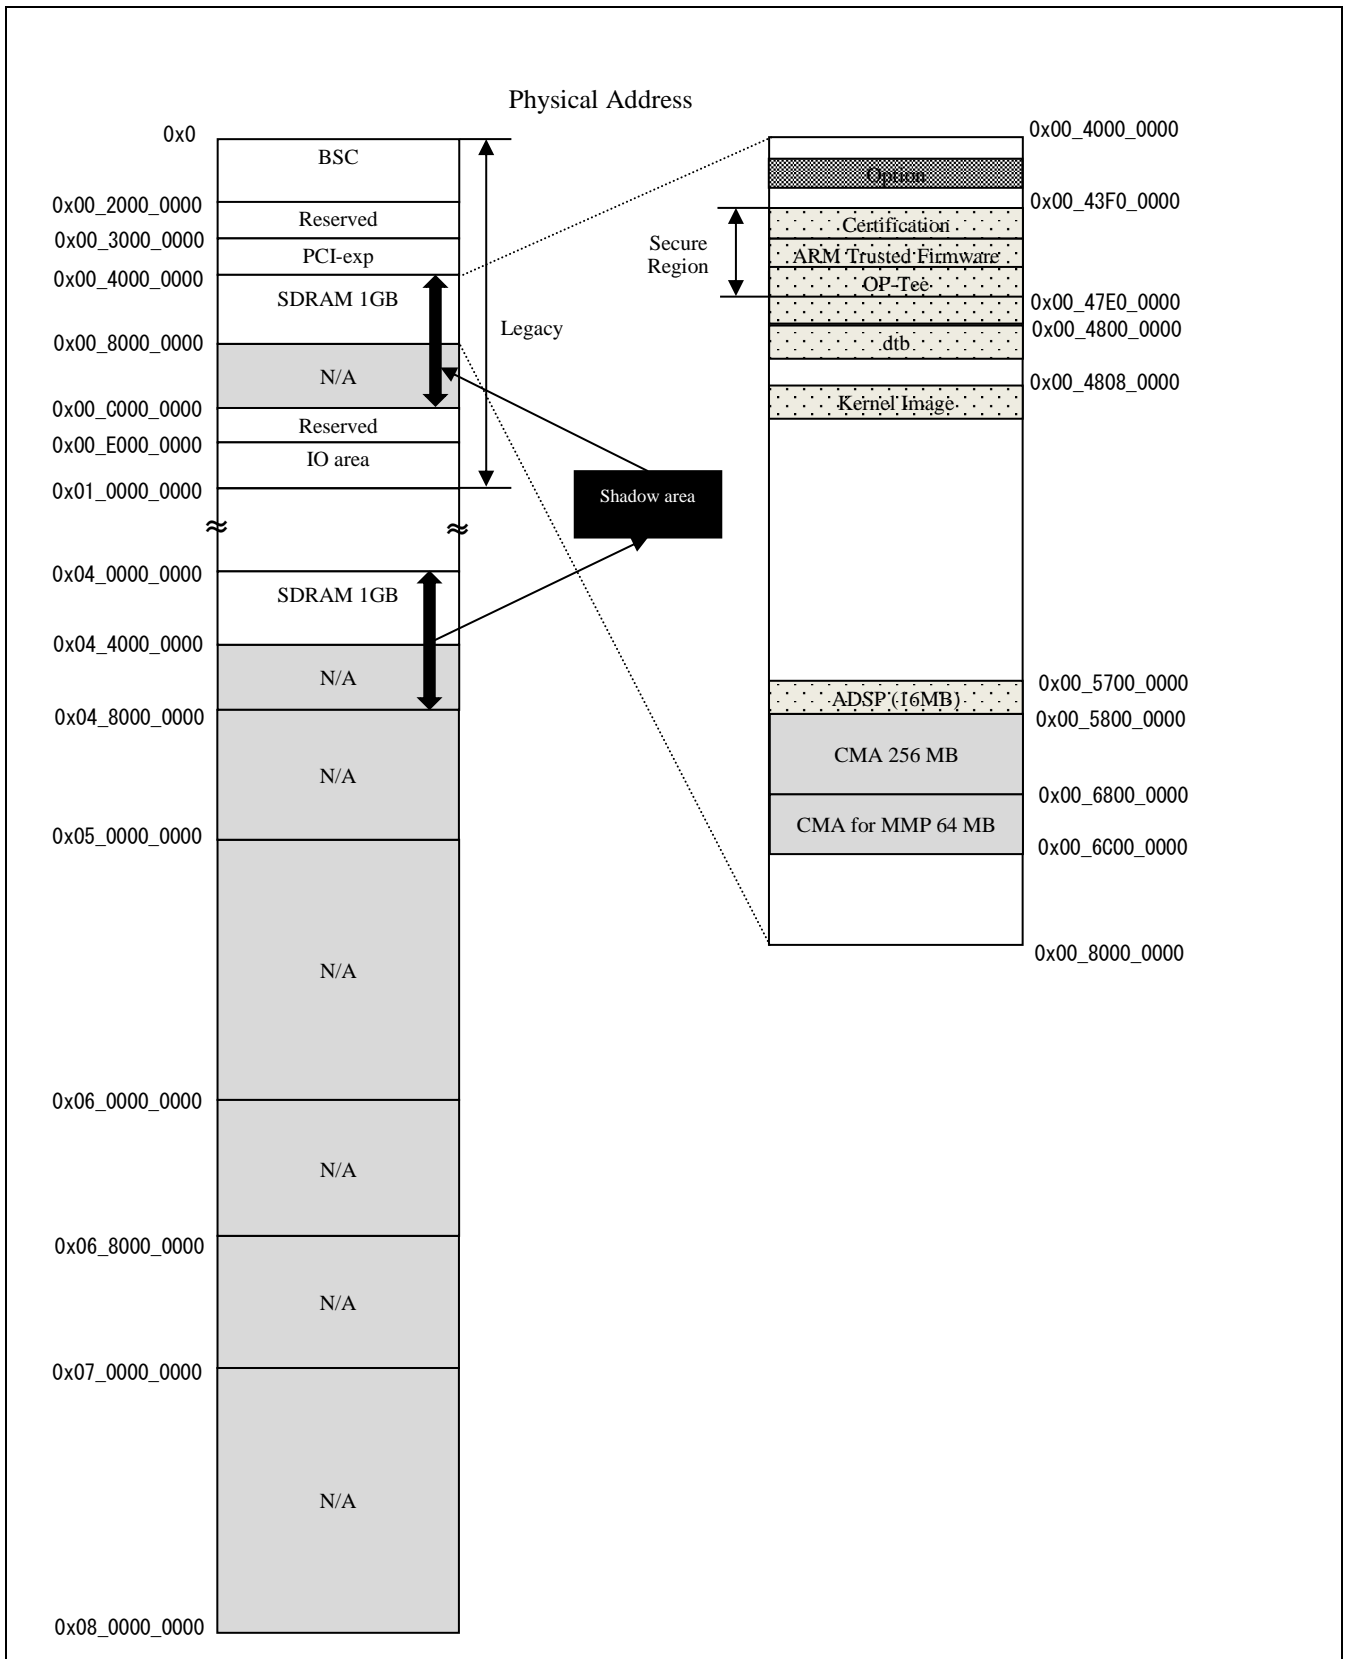 Physical Address
0x0
BSC
0x00_2000_0000
Reserved
0x00_3000_0000
PCI-exp
0x00_4000_0000
SDRAM 1GB
Legacy
0x00_8000_0000
N/A
0x00_C000_0000
Reserved
0x00_E000_0000
IO area
0x01_0000_0000
Shadow area
0x04_0000_0000
SDRAM 1GB
0x04_4000_0000
N/A
0x04_8000_0000
N/A
0x05_0000_0000
N/A
0x06_0000_0000
N/A
0x06_8000_0000
N/A
0x07_0000_0000
N/A
0x08_0000_0000
0x00_4000_0000
Option
0x00_43F0_0000
Secure
Region
Certification
ARM Trusted Firmware
OP-Tee
0x00_47E0_0000
0x00_4800_0000
dtb
0x00_4808_0000
Kernel Image
0x00_5700_0000
ADSP (16MB)
0x00_5800_0000
CMA 256 MB
0x00_6800_0000
CMA for MMP 64 MB
0x00_6C00_0000
0x00_8000_0000